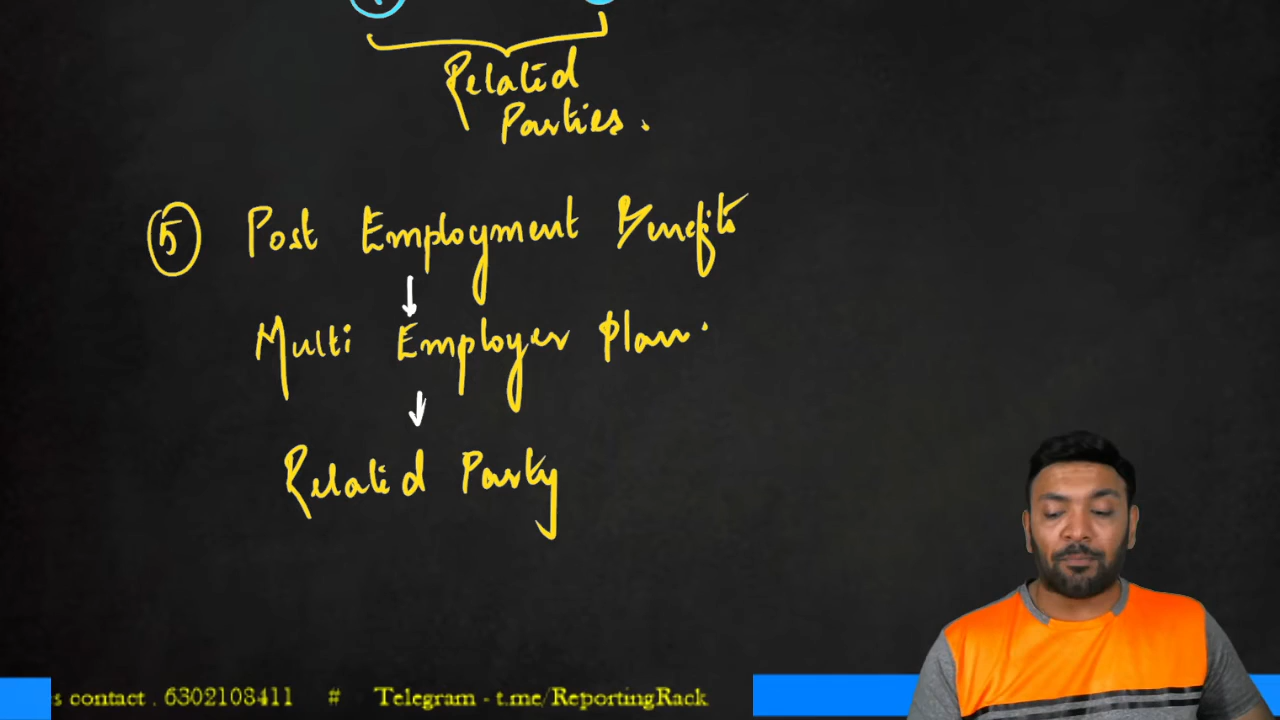 Related
Parties.
5 Post Employment Benefits
Multi Employer Plan.
Related Party
s contact . 6302108411 # Telegram - t.me/ReportingRack